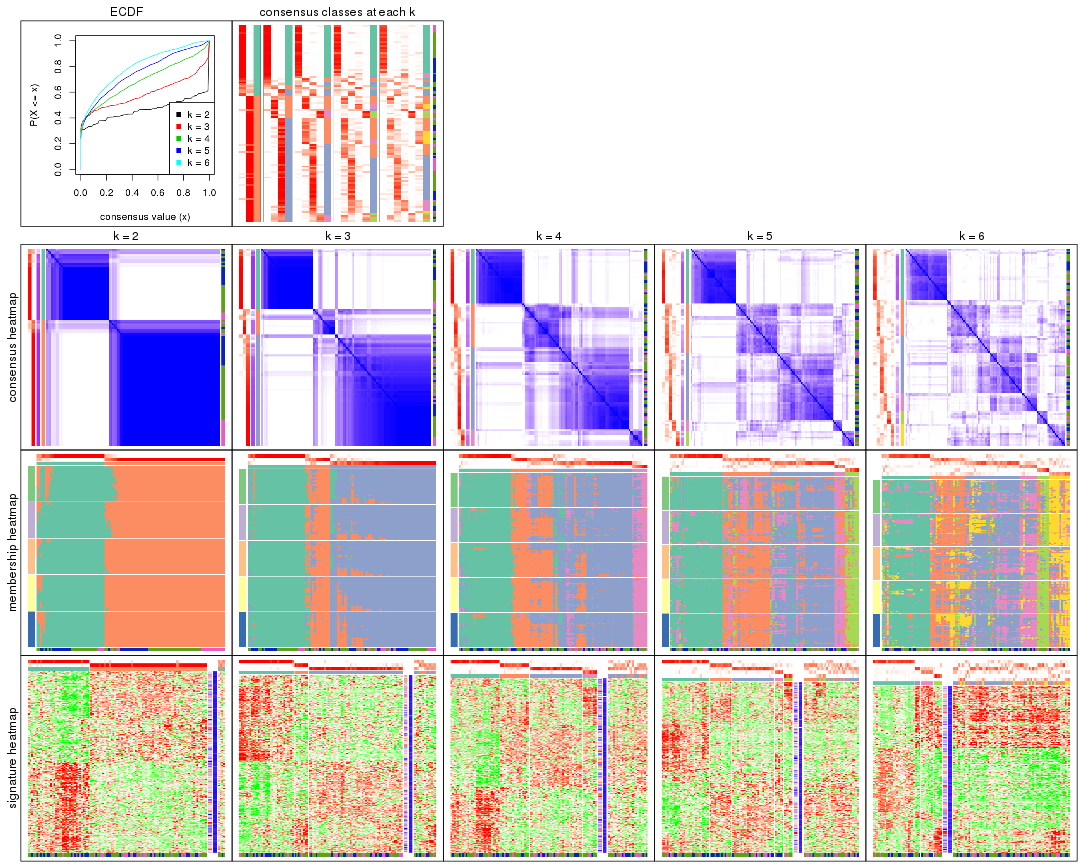 ECDF
consensus classes at each k
P(X <= x)
0.0 0.2 0.4 0.6 0.8 1.0
k = 2
k = 3
k = 4
k = 5
k = 6
0.0 0.2 0.4 0.6 0.8 1.0
consensus value (x)
k = 2 k = 3 k = 4 k = 5 k = 6
consensus heatmap
membership heatmap
signature heatmap